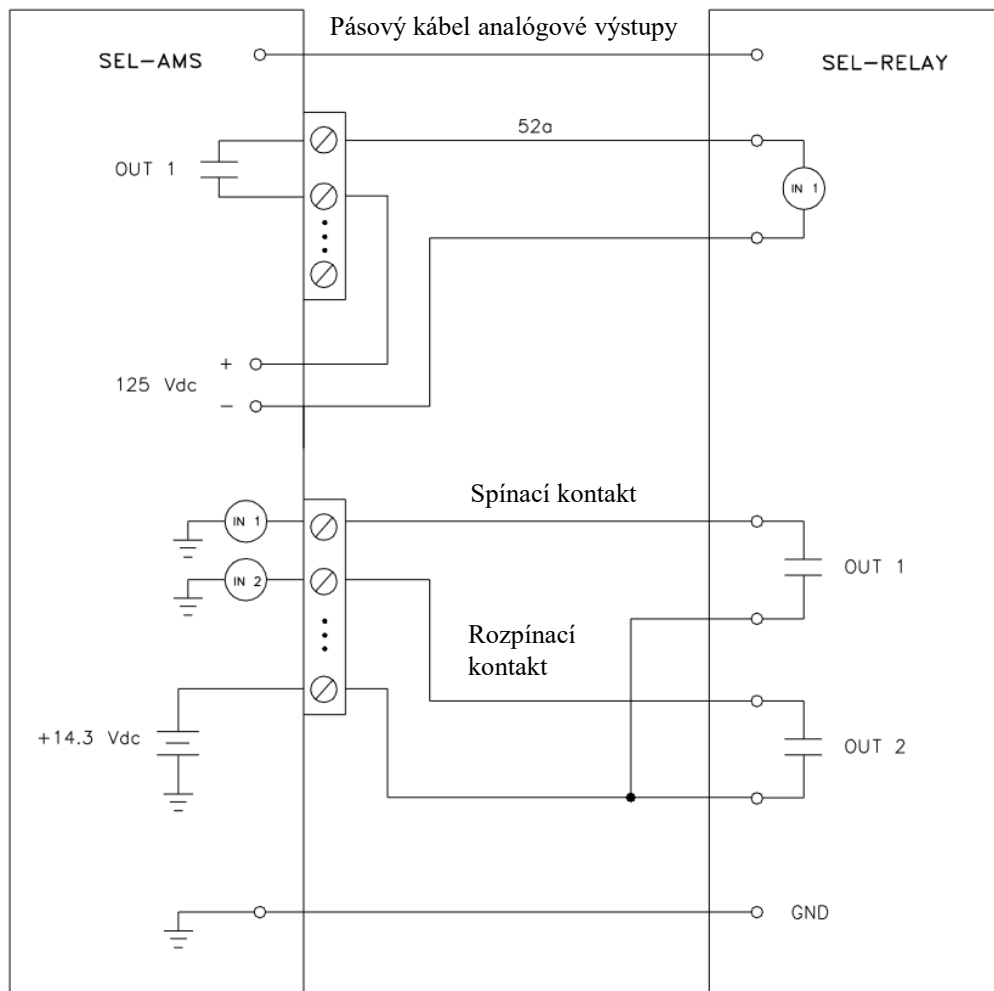 Pásový kábel analógové výstupy
SEL-AMS
SEL-RELAY
52a
OUT 1
IN 1
+
125 Vdc
−
Spínací kontakt
IN 1
OUT 1
IN 2
Rozpínací
kontakt
+14.3 Vdc
OUT 2
GND